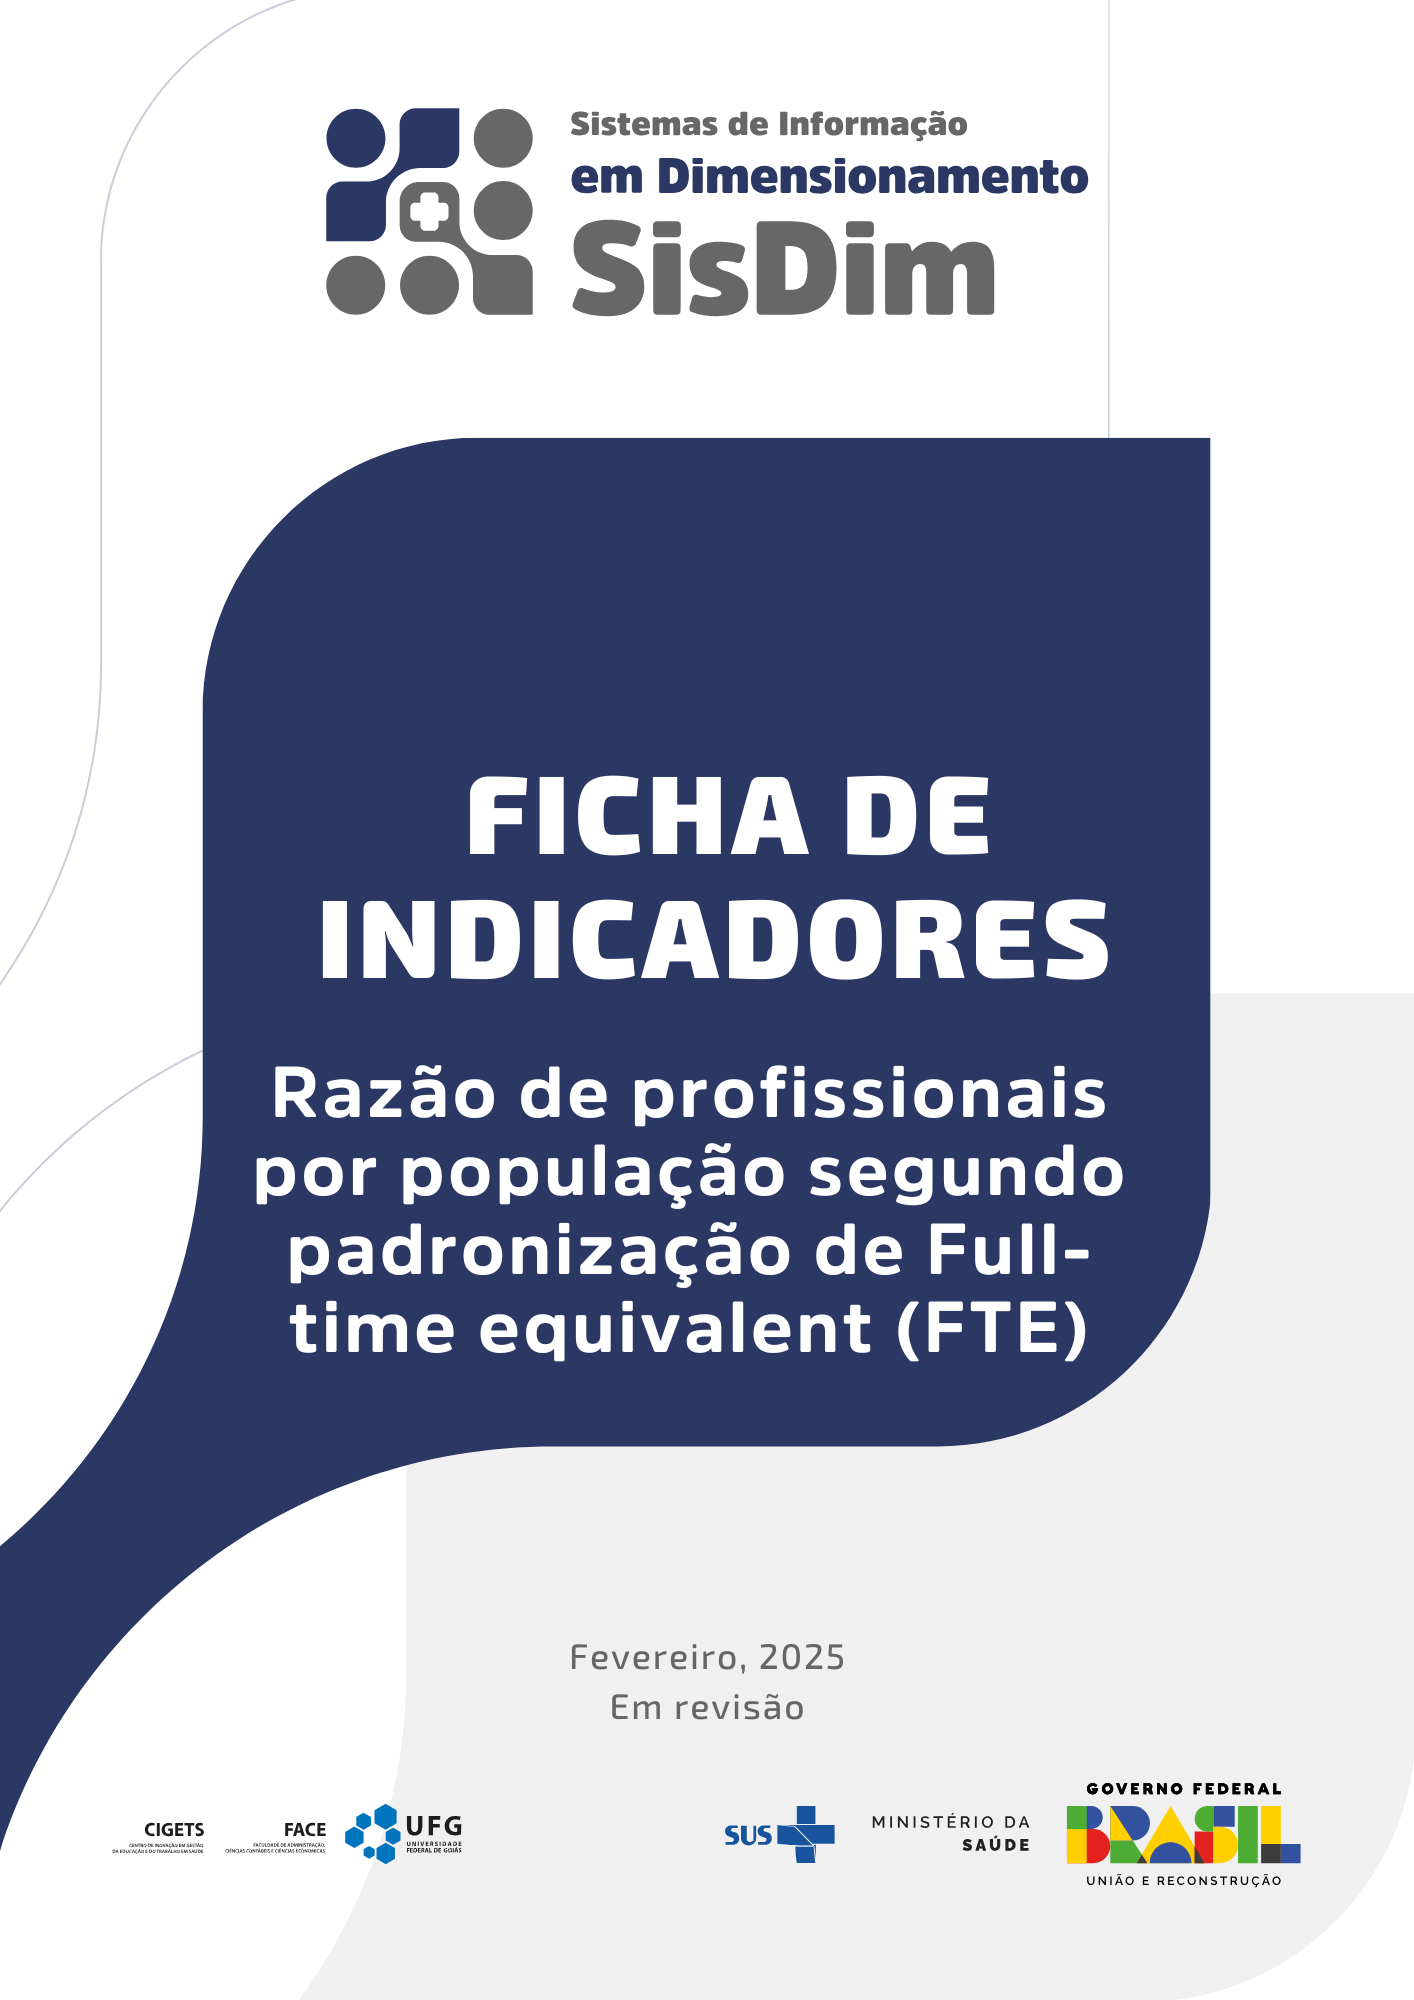 Sistemas de Informação
em Dimensionamento
SisDim
FICHA DE
INDICADORES
Razão de profissionais
por população segundo
padronização de Full-
time equivalent (FTE)
Fevereiro, 2025
Em revisão
CIGETS
CENTRO DE INOVAÇÃO EM GESTÃO
DA EDUCAÇÃO E DO TRABALHO EM SAÚDE
FACE
FACULDADE DE ADMINISTRAÇÃO,
CIÊNCIAS CONTÁBEIS E CIÊNCIAS ECONÔMICAS
UFG
UNIVERSIDADE
FEDERAL DE GOIÁS
SUS
MINISTÉRIO DA
SAÚDE
GOVERNO FEDERAL
BRASIL
UNIÃO E RECONSTRUÇÃO